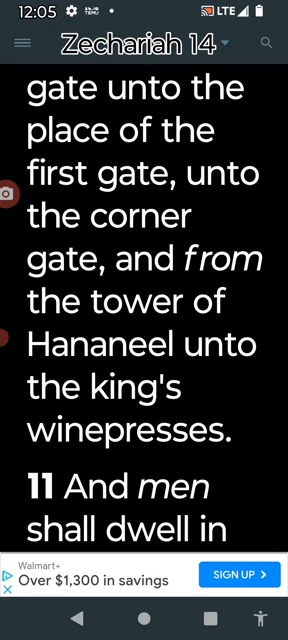 12:05
LTE
Zechariah 14
gate unto the
place of the
first gate, unto
the corner
gate, and from
the tower of
Hananeel unto
the king's
winepresses.
11 And men
shall dwell in
Walmart+
Over $1,300 in savings
SIGN UP